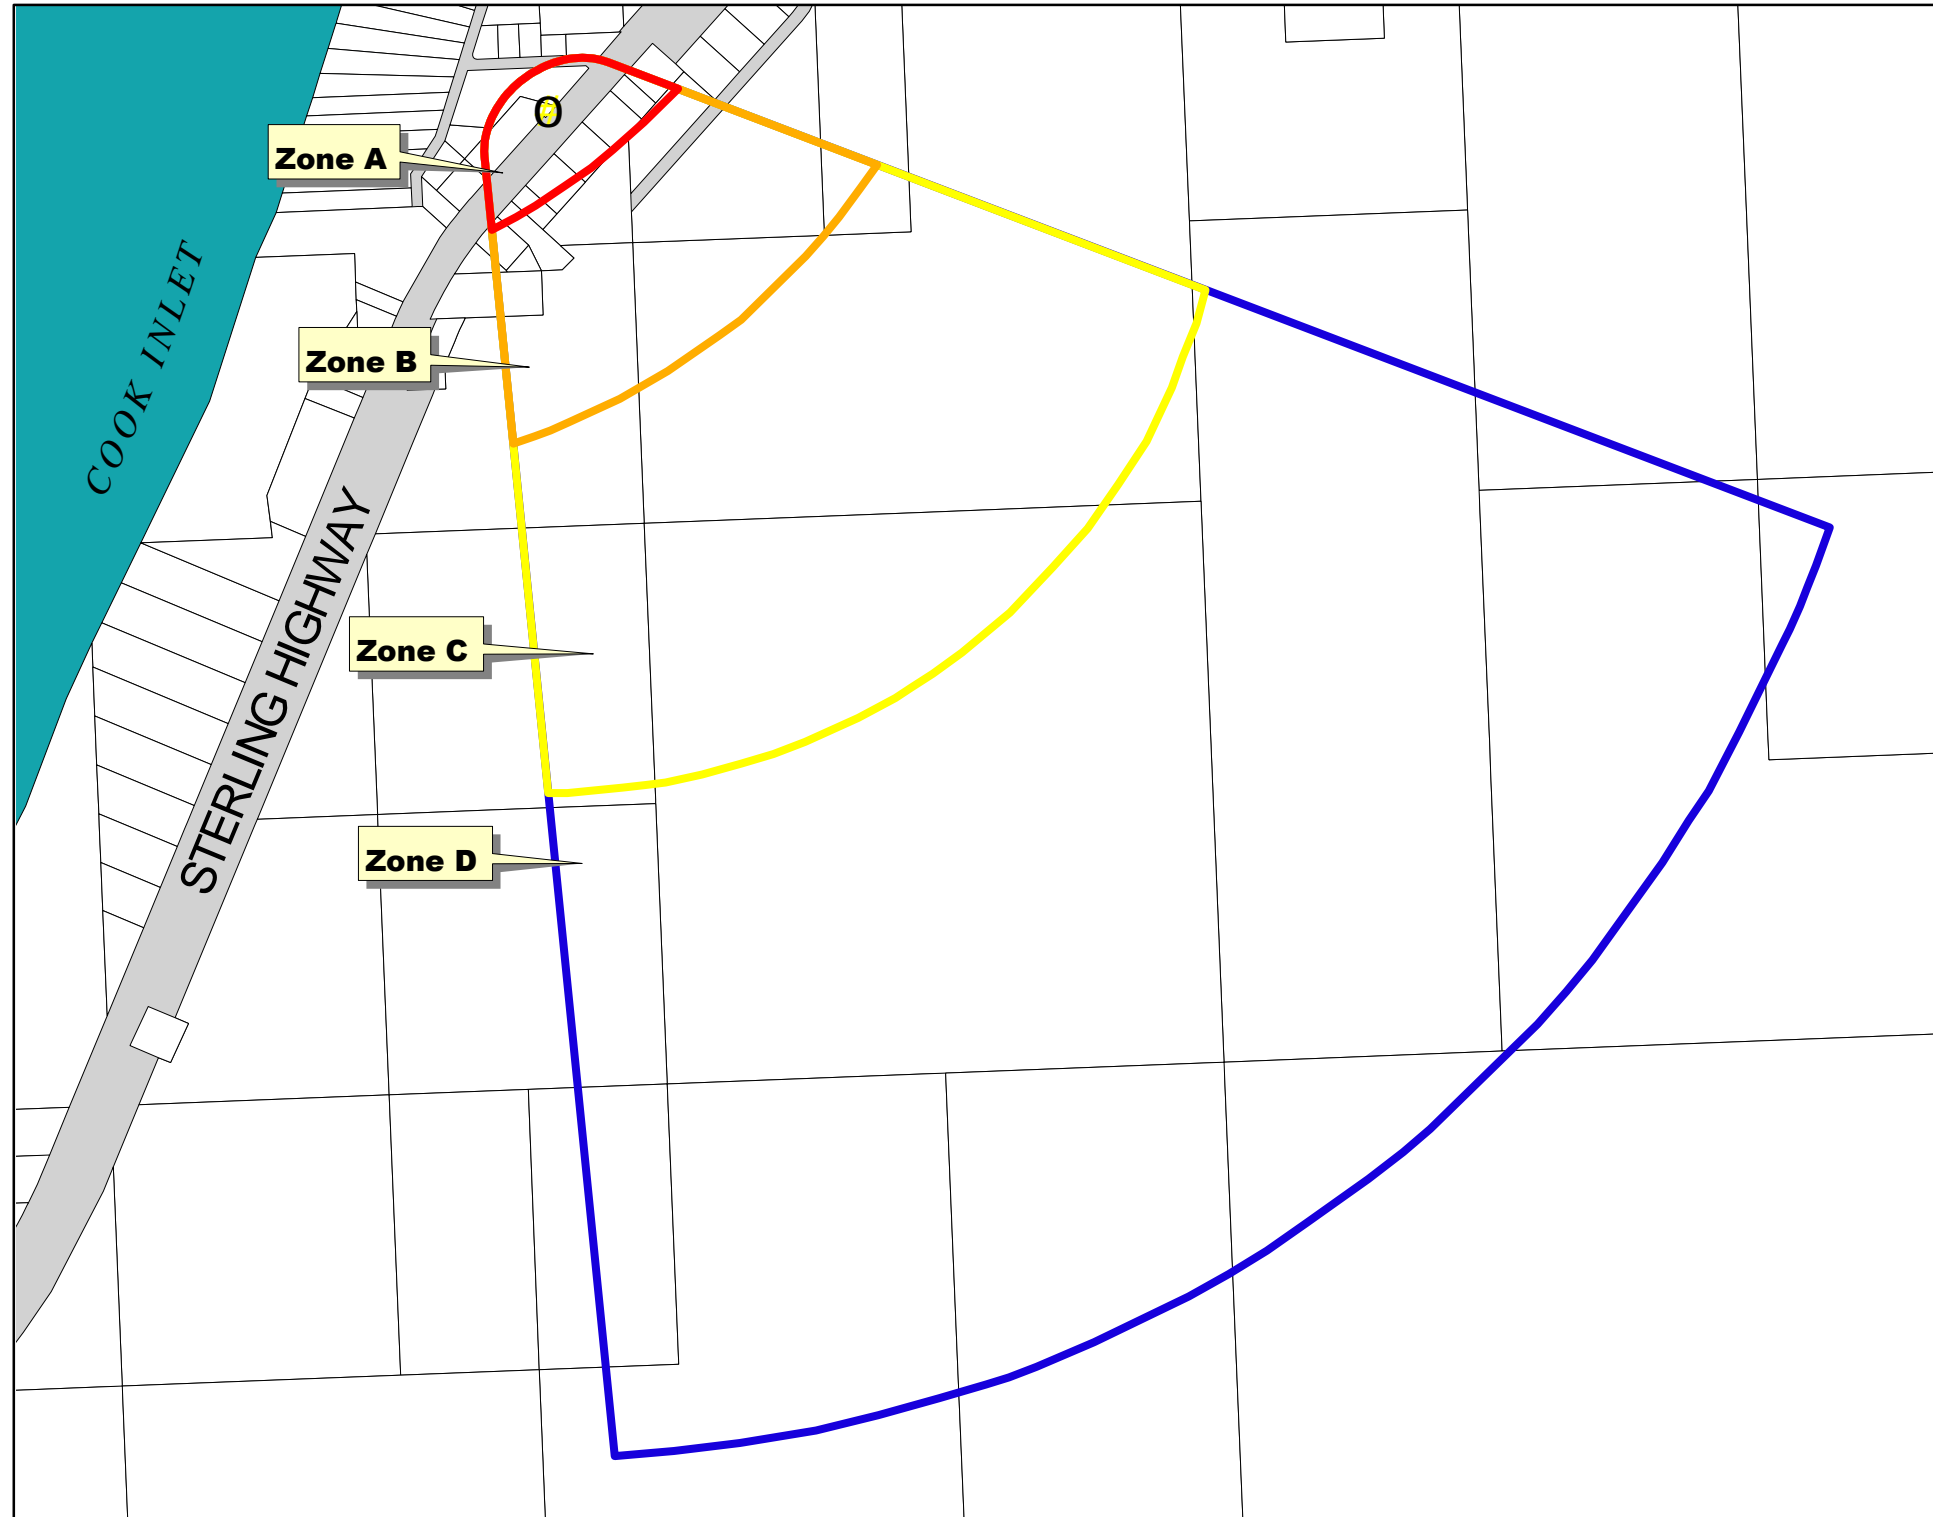 Zone A
COOK INLET
Zone B
STERLING HIGHWAY
Zone C
Zone D